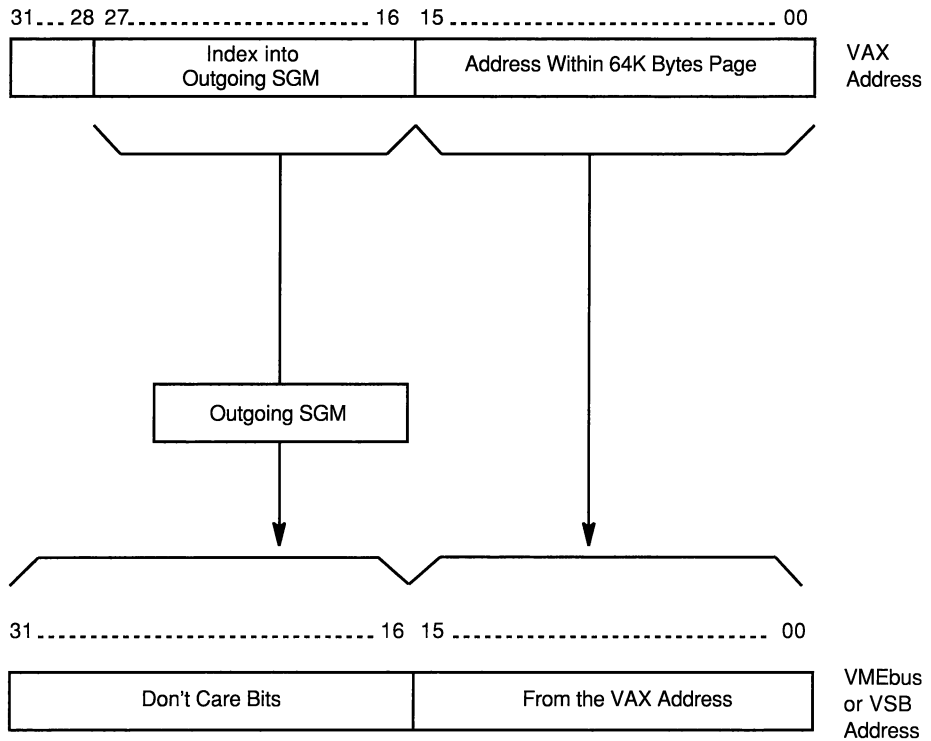 31... 28 27........................... 16 15 ........................................ 00
Index into
Outgoing SGM
Address Within 64K Bytes Page
VAX
Address
Outgoing SGM
31........................................ 16 15 ........................................ 00
Don't Care Bits
From the VAX Address
VMEbus
or VSB
Address